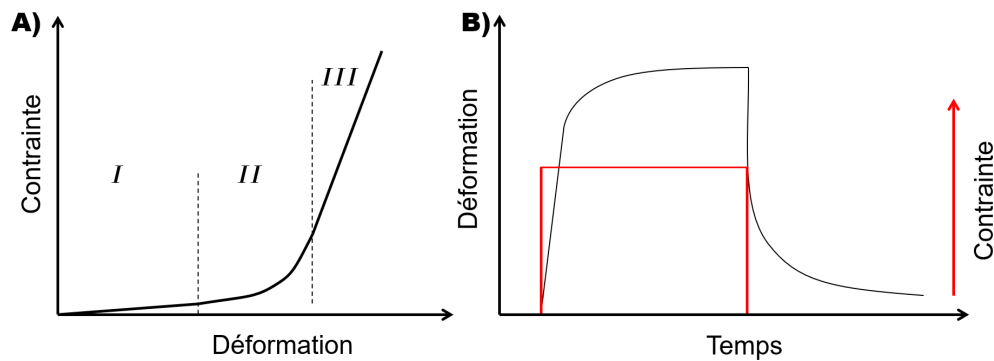 A)
Contrainte
I
II
III
Déformation
B)
Déformation
Temps
Contrainte